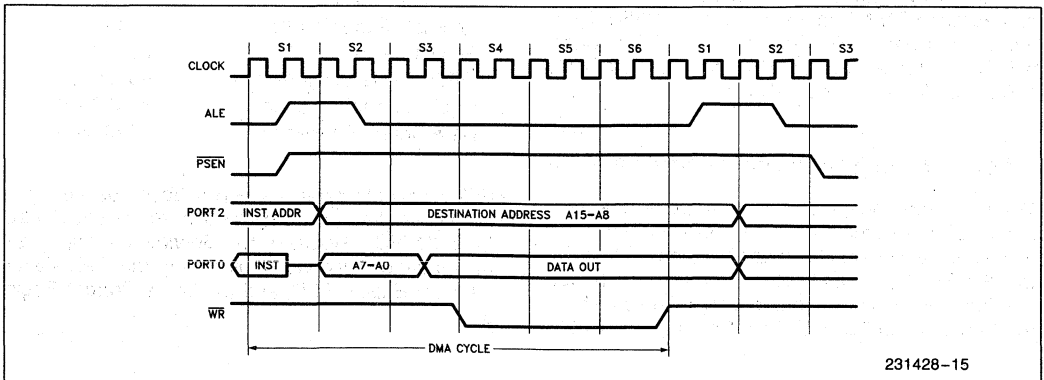 S1 S2 S3 S4 S5 S6 S1 S2 S3
CLOCK
ALE
PSEN
PORT 2 INST. ADDR DESTINATION ADDRESS A15-A8
PORT 0 INST A7-A0 DATA OUT
WR
DMA CYCLE
231428-15